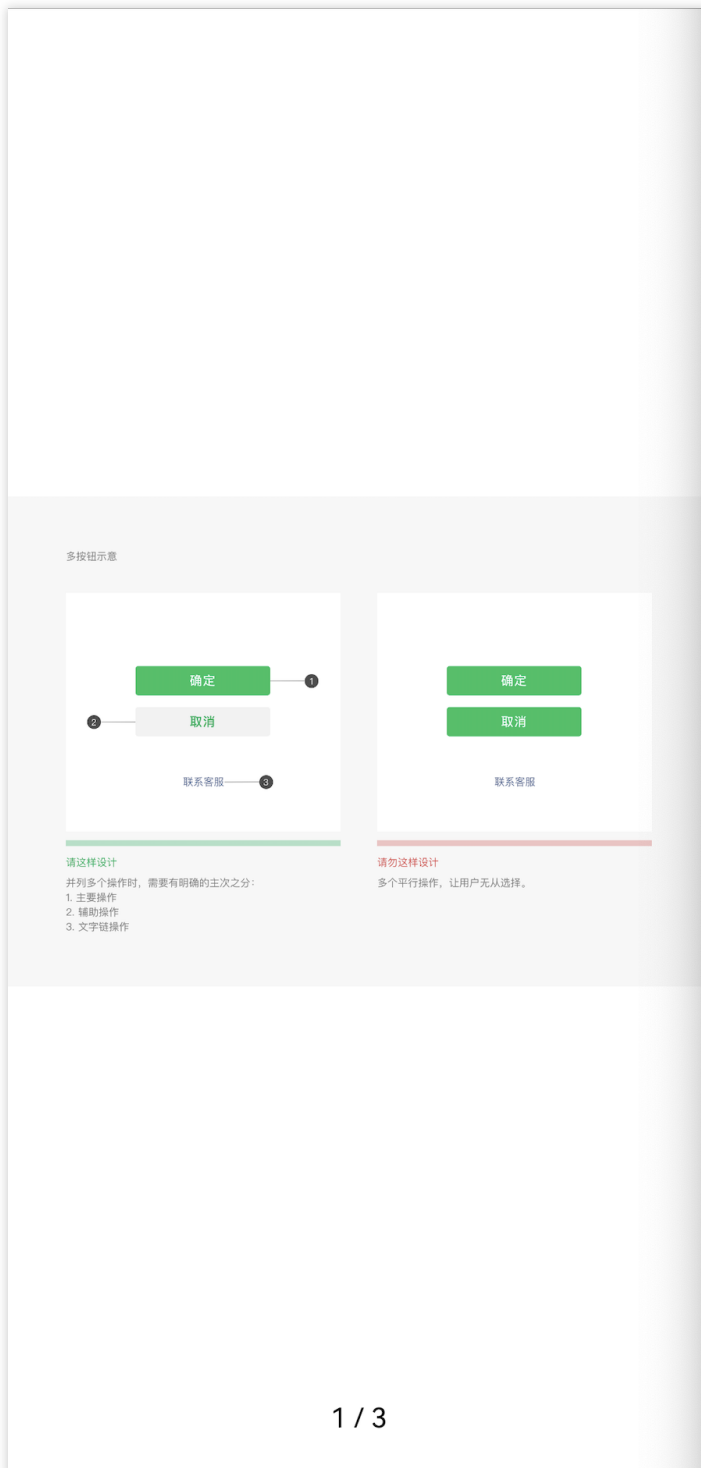 多按钮示意
确定
1
2
取消
联系客服
3
请这样设计
并列多个操作时，需要有明确的主次之分：
1. 主要操作
2. 辅助操作
3. 文字链操作
确定
取消
联系客服
请勿这样设计
多个平行操作，让用户无从选择。
1 / 3